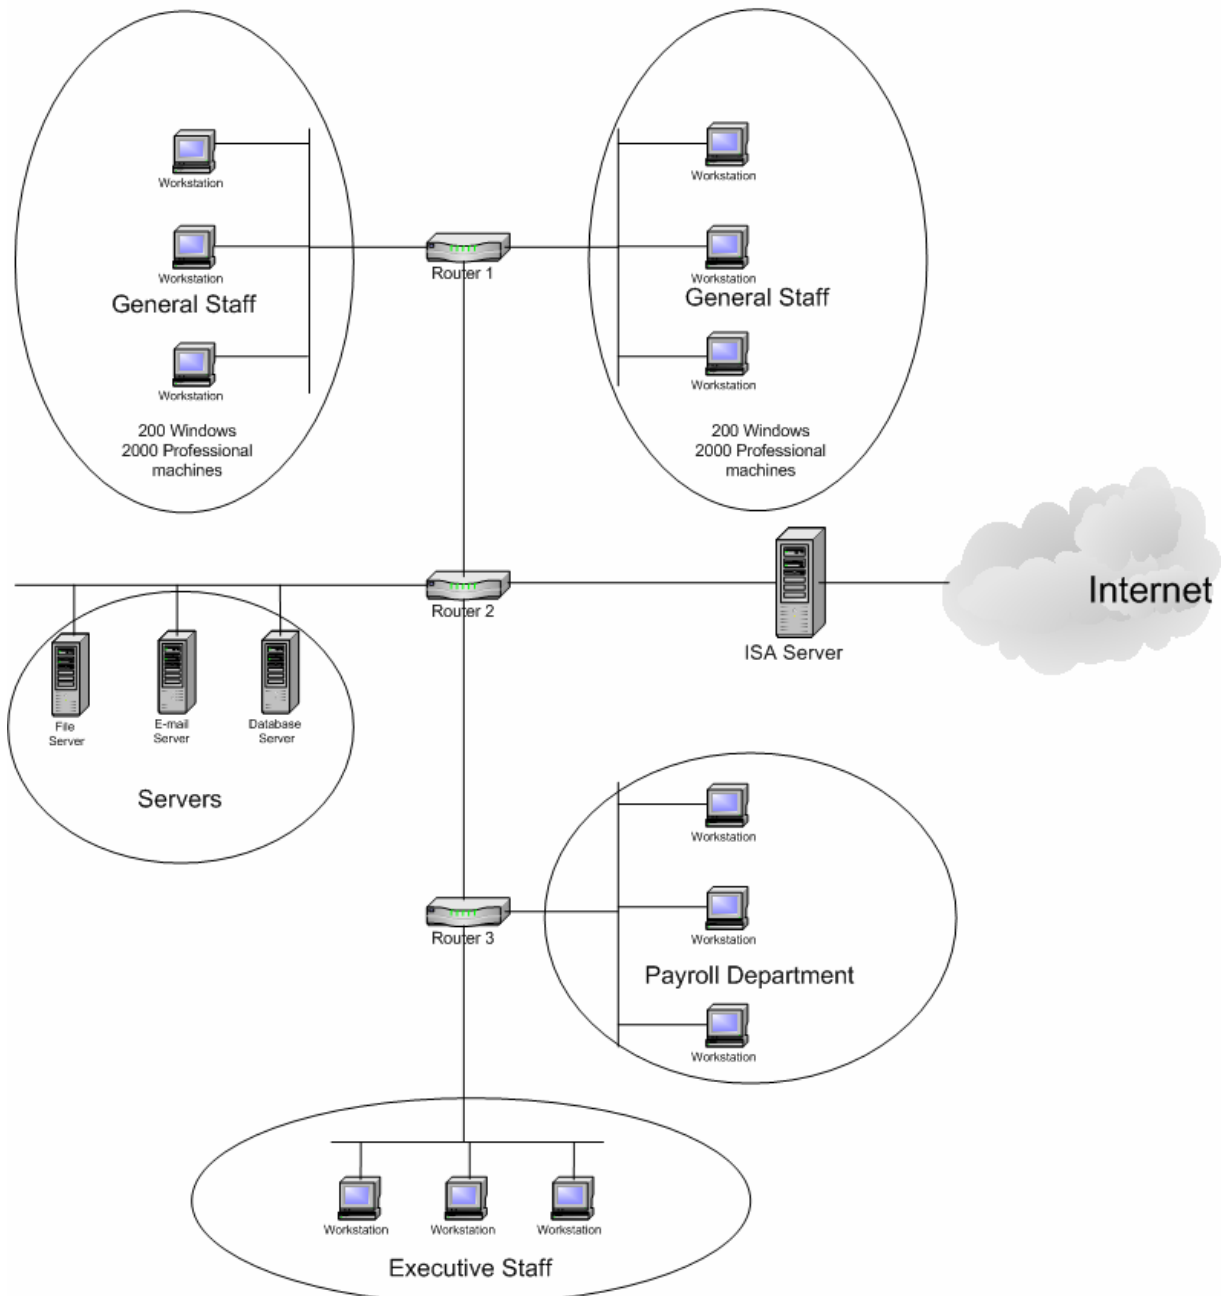 Workstation
Workstation
General Staff
Workstation
200 Windows
2000 Professional
machines
Router 1
Workstation
Workstation
General Staff
Workstation
200 Windows
2000 Professional
machines
Router 2
ISA Server
Internet
File
Server
E-mail
Server
Database
Server
Servers
Router 3
Workstation
Workstation
Payroll Department
Workstation
Workstation
Workstation
Workstation
Executive Staff